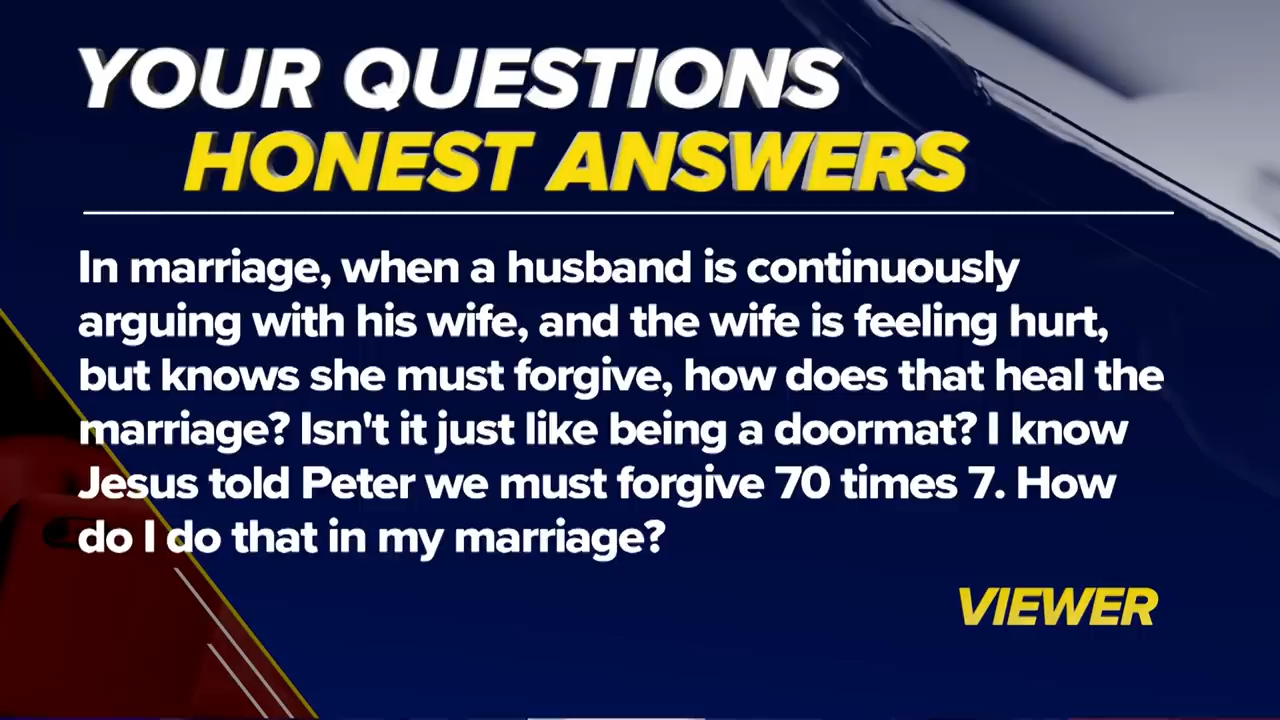 YOUR QUESTIONS
HONEST ANSWERS
In marriage, when a husband is continuously
arguing with his wife, and the wife is feeling hurt,
but knows she must forgive, how does that heal the
marriage? Isn't it just like being a doormat? I know
Jesus told Peter we must forgive 70 times 7. How
do I do that in my marriage?
VIEWER